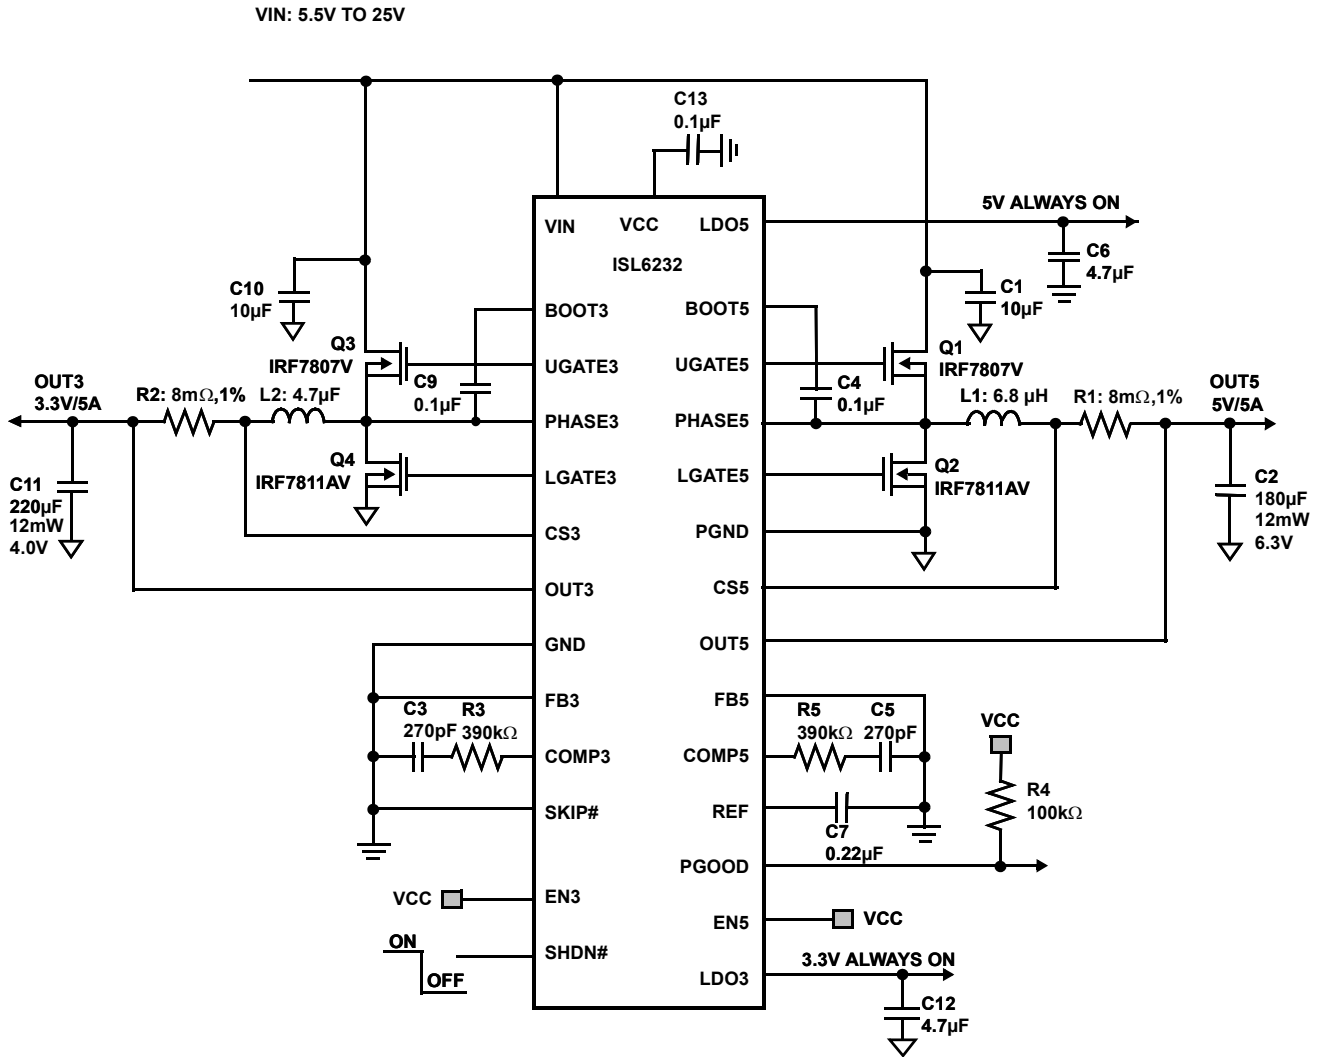 VIN: 5.5V TO 25V
C13
0.1µF
5V ALWAYS ON
VIN
VCC
LDO5
ISL6232
C6
4.7µF
C10
10µF
C1
10µF
BOOT3
BOOT5
Q3
IRF7807V
UGATE3
UGATE5
Q1
IRF7807V
OUT3
3.3V/5A
R2: 8mΩ,1%
L2: 4.7µF
C9
0.1µF
C4
0.1µF
L1: 6.8 µH
R1: 8mΩ,1%
OUT5
5V/5A
PHASE3
PHASE5
Q4
IRF7811AV
LGATE3
LGATE5
Q2
IRF7811AV
C11
220µF
12mW
4.0V
C2
180µF
12mW
6.3V
CS3
PGND
OUT3
CS5
GND
OUT5
FB3
FB5
C3
270pF
R3
390kΩ
R5
390kΩ
C5
270pF
VCC
COMP3
COMP5
R4
100kΩ
SKIP#
REF
C7
0.22µF
PGOOD
VCC
EN3
EN5
VCC
ON
OFF
SHDN#
3.3V ALWAYS ON
LDO3
C12
4.7µF